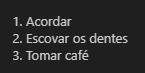 1. Acordar
2. Escovar os dentes
3. Tomar café